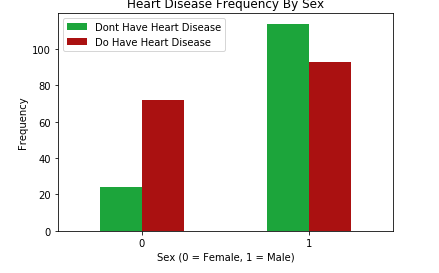 Heart Disease Frequency By Sex
Dont Have Heart Disease
Do Have Heart Disease
100
80
60
40
20
0
Frequency
0 1
Sex (0 = Female, 1 = Male)